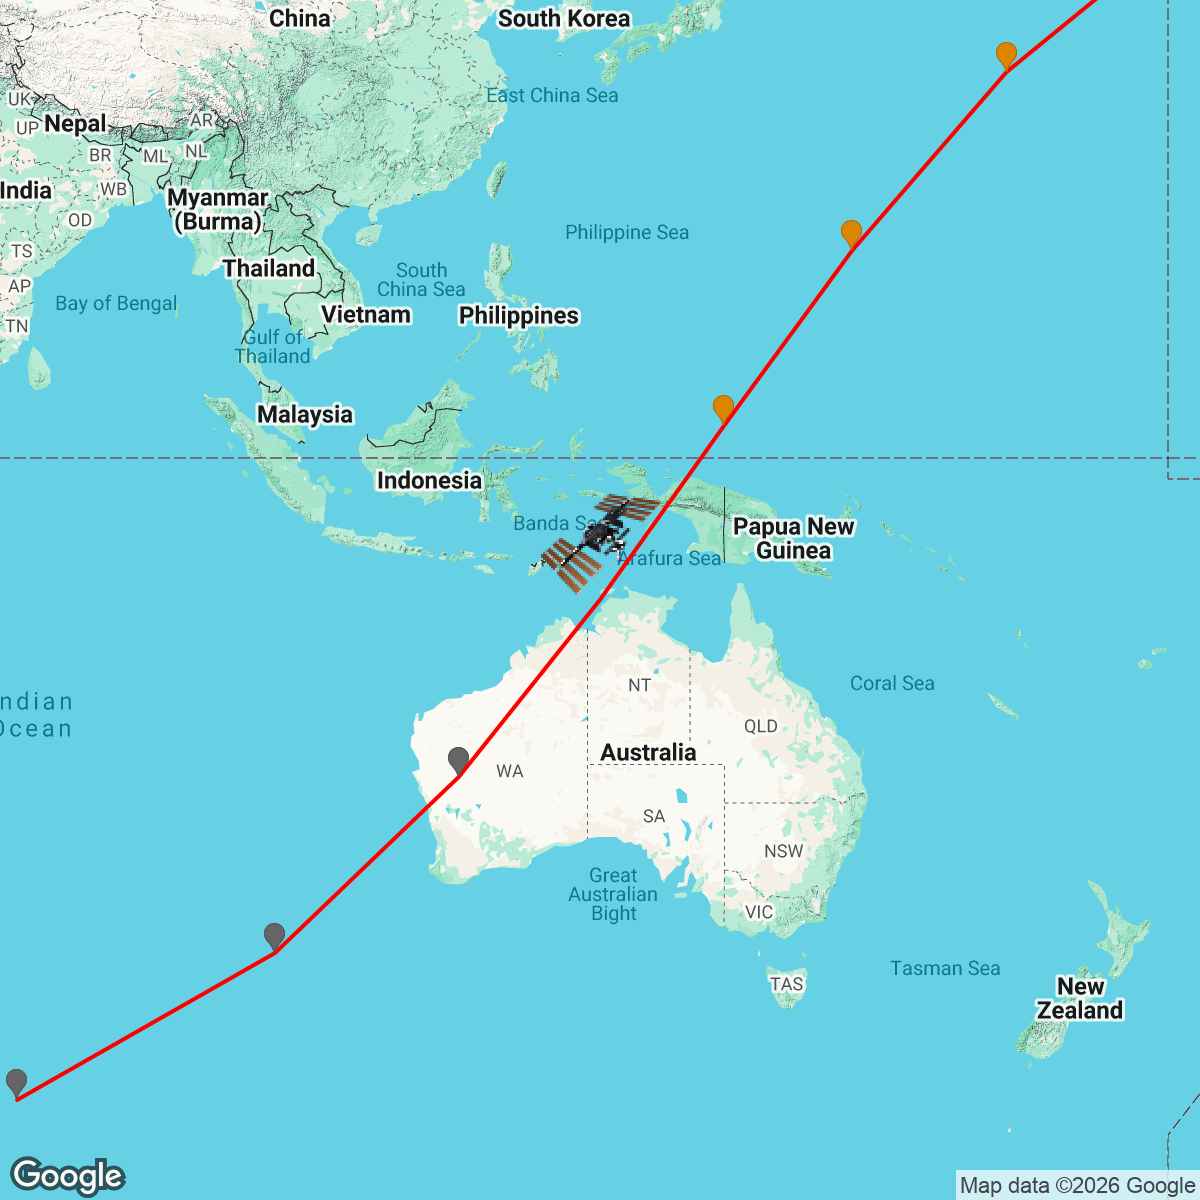 China
South Korea
East China Sea
UK
Nepal
UP
AR
BR
ML
NL
India
WB
Myanmar
(Burma)
OD
Philippine Sea
TS
Thailand
South
China Sea
AP
Bay of Bengal
Vietnam
Philippines
TN
Gulf of
Thailand
Malaysia
Indonesia
Banda Sea
Papua New
Guinea
Arafura Sea
NT
Coral Sea
ndian
Ocean
QLD
Australia
WA
SA
NSW
Great
Australian
Bight
VIC
Tasman Sea
TAS
New
Zealand
Google
Map data ©2026 Google